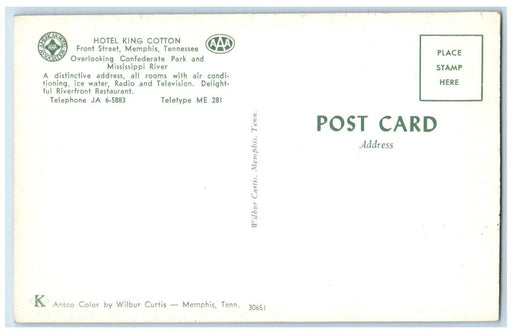 HOTEL KING COTTON
Front Street, Memphis, Tennessee
AAA
Overlooking Confederate Park and
Mississippi River
A distinctive address, all rooms with air condi-
tioning, ice water, Radio and Television. Delight-
ful Riverfront Restaurant.
Telephone JA 6-5883 Teletype ME 281
PLACE
STAMP
HERE
POST CARD
Address
Wilbur Curtis, Memphis, Tenn.
K Ansco Color by Wilbur Curtis — Memphis, Tenn. 30651